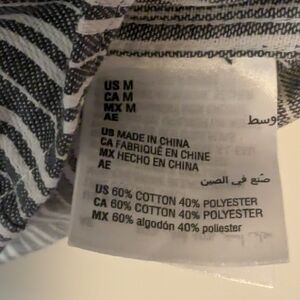 US M
CA M
MX M
AE
وسط
US MADE IN CHINA
CA FABRIQUÉ EN CHINE
MX HECHO EN CHINA
AE
صنع في الصين
US 60% COTTON 40% POLYESTER
CA 60% COTON 40% POLYESTER
MX 60% algodón 40% poliester